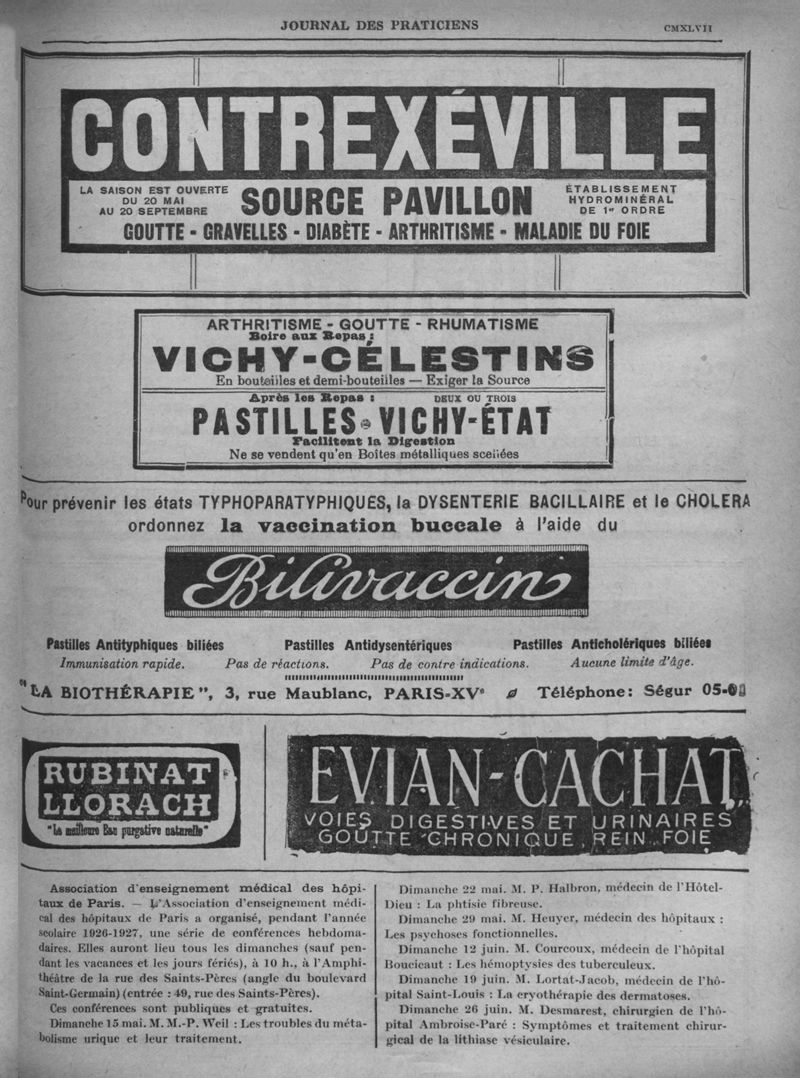 JOURNAL DES PRATICIENS
CMXLVII
CONTREXÉVILLE
LA SAISON EST OUVERTE
DU 20 MAI
AU 20 SEPTEMBRE
SOURCE PAVILLON
ÉTABLISSEMENT
HYDROMINÉRAL
DE 1er ORDRE
GOUTTE - GRAVELLES - DIABÈTE - ARTHRITISME - MALADIE DU FOIE
ARTHRITISME - GOUTTE - RHUMATISME
Boire aux Repas :
VICHY-CÉLESTINS
En bouteilles et demi-bouteilles — Exiger la Source
Après les Repas : DEUX OU TROIS
PASTILLES VICHY-ÉTAT
Facilitent la Digestion
Ne se vendent qu'en Boîtes métalliques scellées
Pour prévenir les états TYPHOPARATYPHIQUES, la DYSENTERIE BACILLAIRE et le CHOLERA
ordonnez la vaccination buccale à l'aide du
Bilivaccin
Pastilles Antityphiques biliées
Pastilles Antidysentériques
Pastilles Anticholériques biliées
Immunisation rapide. Pas de réactions. Pas de contre indications. Aucune limite d'âge.
"LA BIOTHÉRAPIE", 3, rue Maublanc, PARIS-XVe Téléphone: Ségur 05-
RUBINAT
LLORACH
"La meilleure Eau purgative naturelle"
EVIAN-CACHAT
VOIES DIGESTIVES ET URINAIRES
GOUTTE CHRONIQUE, REIN, FOIE
Association d'enseignement médical des hôpi-
taux de Paris. — L'Association d'enseignement médi-
cal des hôpitaux de Paris a organisé, pendant l'année
scolaire 1926-1927, une série de conférences hebdoma-
daires. Elles auront lieu tous les dimanches (sauf pen-
dant les vacances et les jours fériés), à 10 h., à l'Amphi-
théâtre de la rue des Saints-Pères (angle du boulevard
Saint-Germain) (entrée : 49, rue des Saints-Pères).
Ces conférences sont publiques et gratuites.
Dimanche 15 mai. M. M.-P. Weil : Les troubles du méta-
bolisme urique et leur traitement.
Dimanche 22 mai. M. P. Halbron, médecin de l'Hôtel-
Dieu : La phtisie fibreuse.
Dimanche 29 mai. M. Heuyer, médecin des hôpitaux :
Les psychoses fonctionnelles.
Dimanche 12 juin. M. Courcoux, médecin de l'hôpital
Boucicaut : Les hémoptysies des tuberculeux.
Dimanche 19 juin. M. Lortat-Jacob, médecin de l'hô-
pital Saint-Louis : La cryothérapie des dermatoses.
Dimanche 26 juin. M. Desmarest, chirurgien de l'hô-
pital Ambroise-Paré : Symptômes et traitement chirur-
gical de la lithiase vésiculaire.